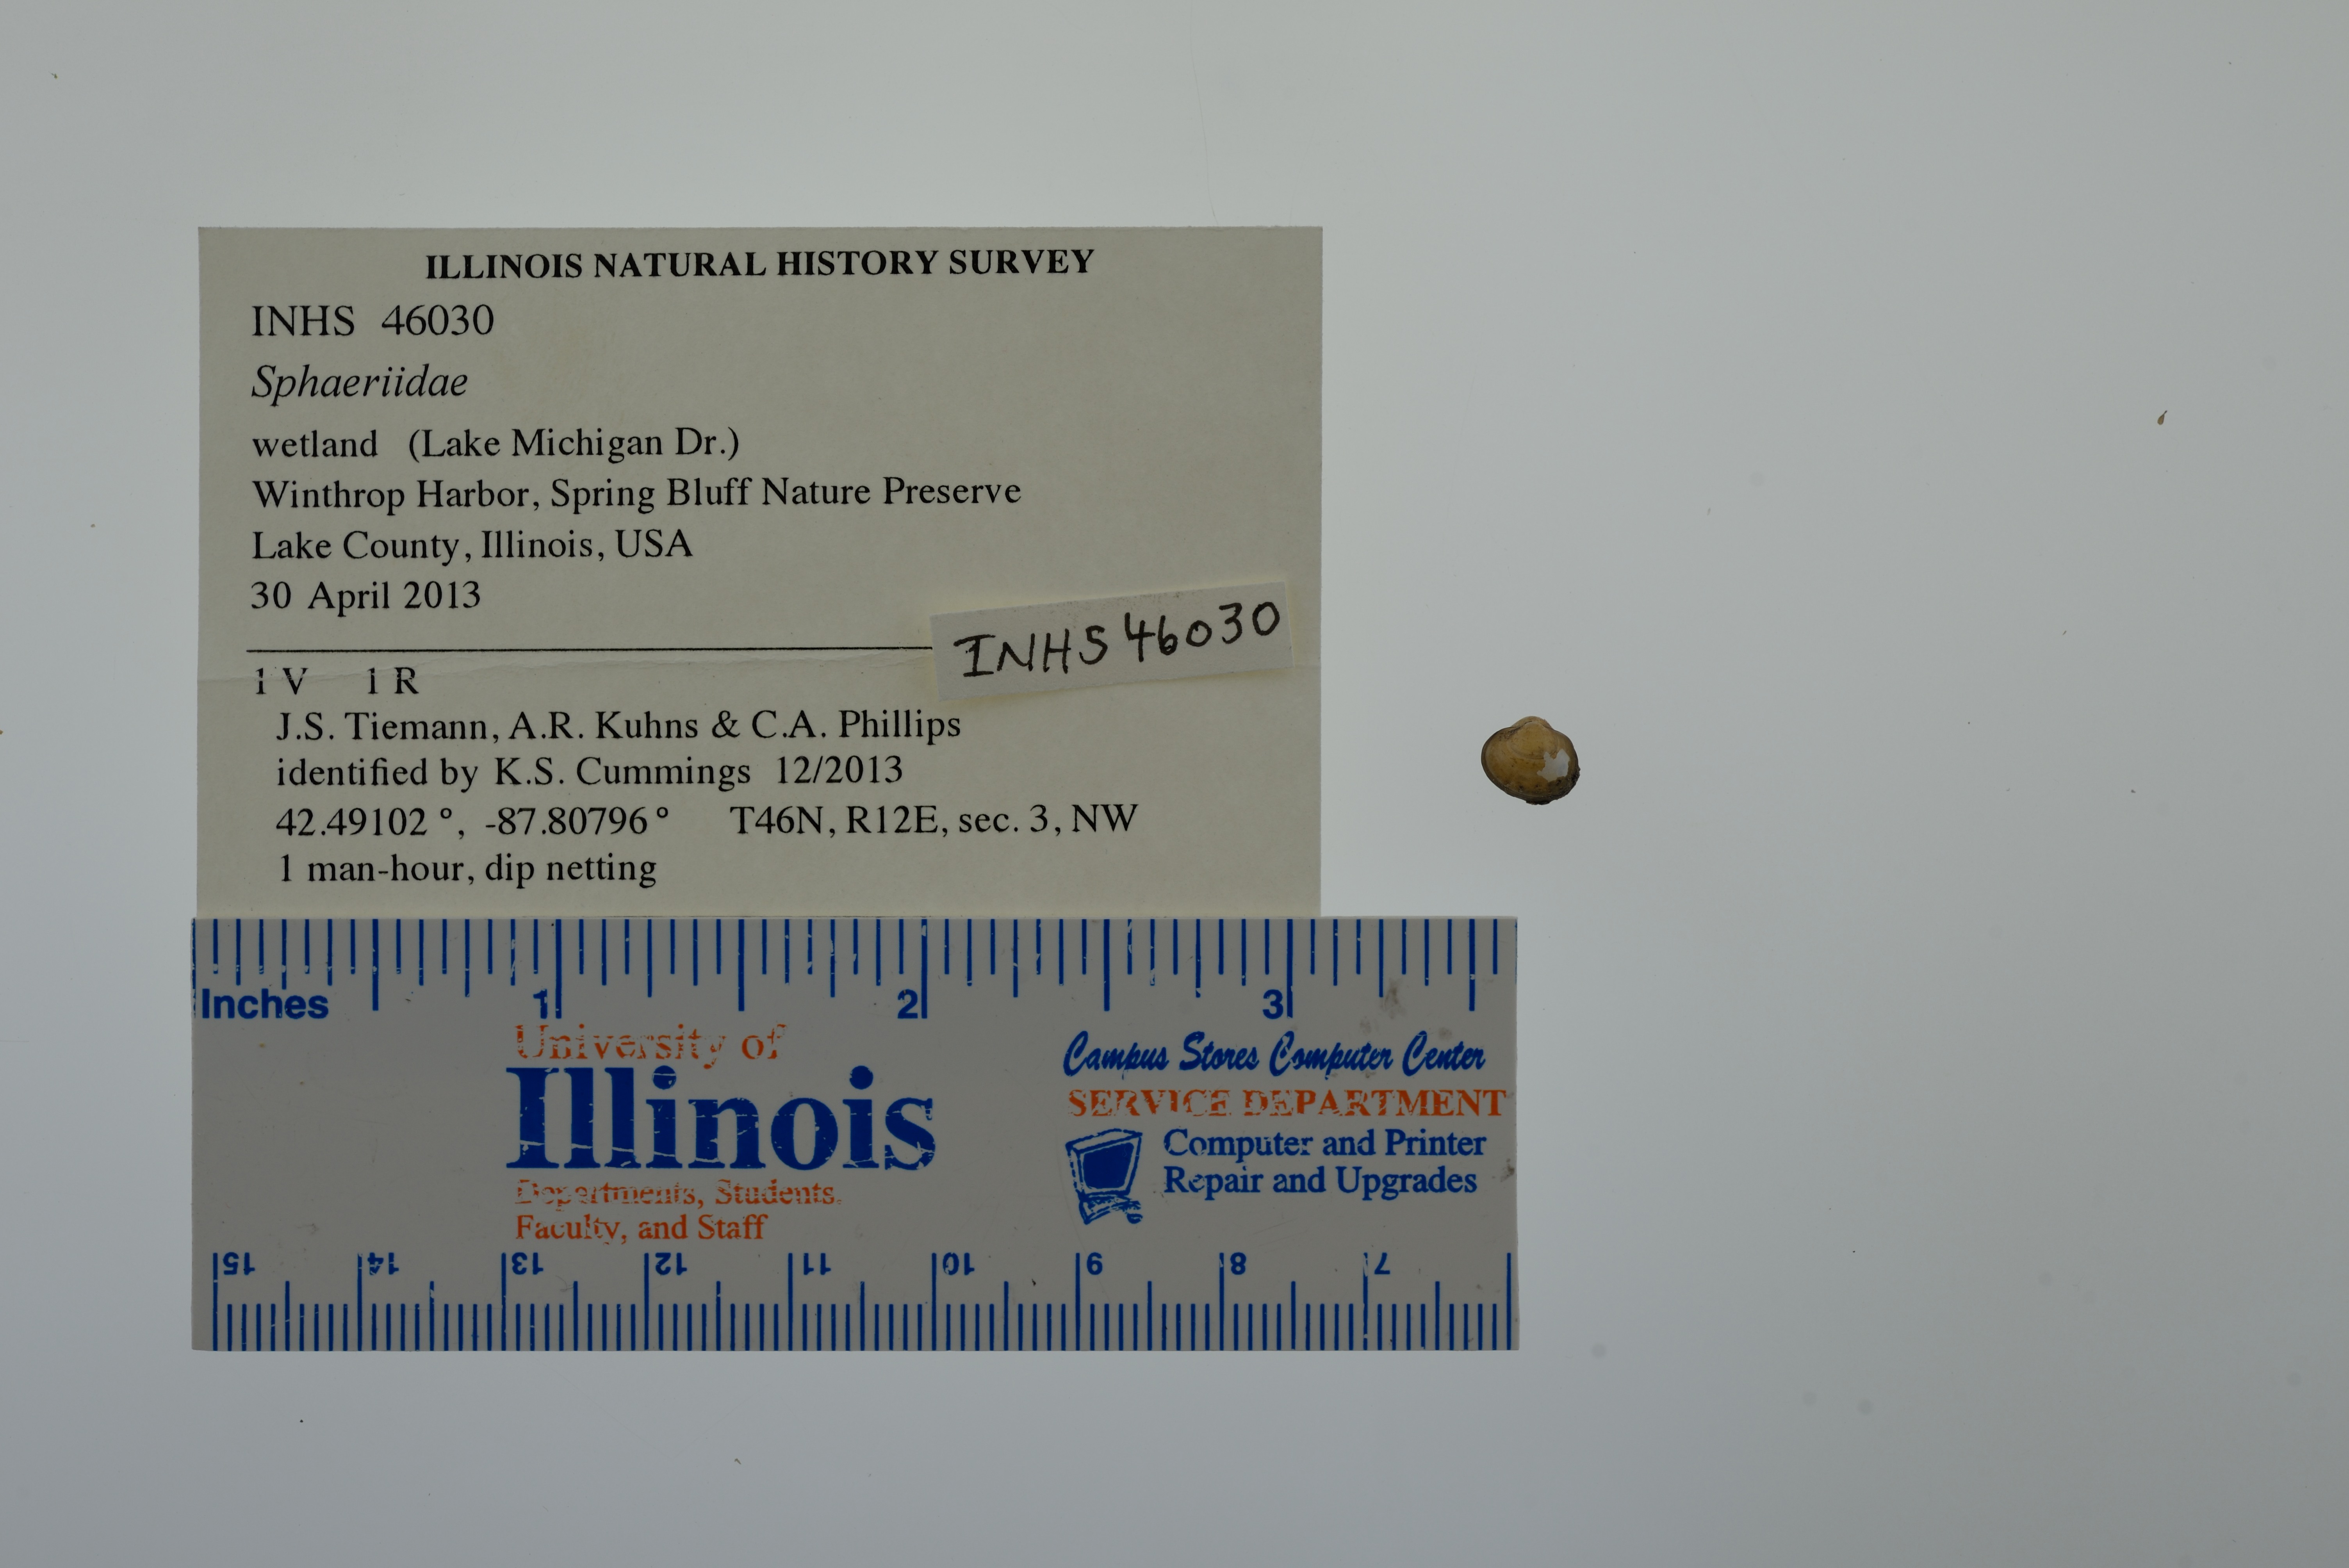 ILLINOIS NATURAL HISTORY SURVEY
INHS 46030
Sphaeriidae
wetland (Lake Michigan Dr.)
Winthrop Harbor, Spring Bluff Nature Preserve
Lake County, Illinois, USA
30 April 2013
INHS 46030
1 V 1 R
J.S. Tiemann, A.R. Kuhns & C.A. Phillips
identified by K.S. Cummings 12/2013
42.49102 °, -87.80796 ° T46N, R12E, sec. 3, NW
1 man-hour, dip netting
Inches 1 2 3
University of
Illinois
Departments, Students,
Faculty, and Staff
Campus Stores Computer Center
SERVICE DEPARTMENT
Computer and Printer
Repair and Upgrades
15 14 13 12 11 10 9 8 7